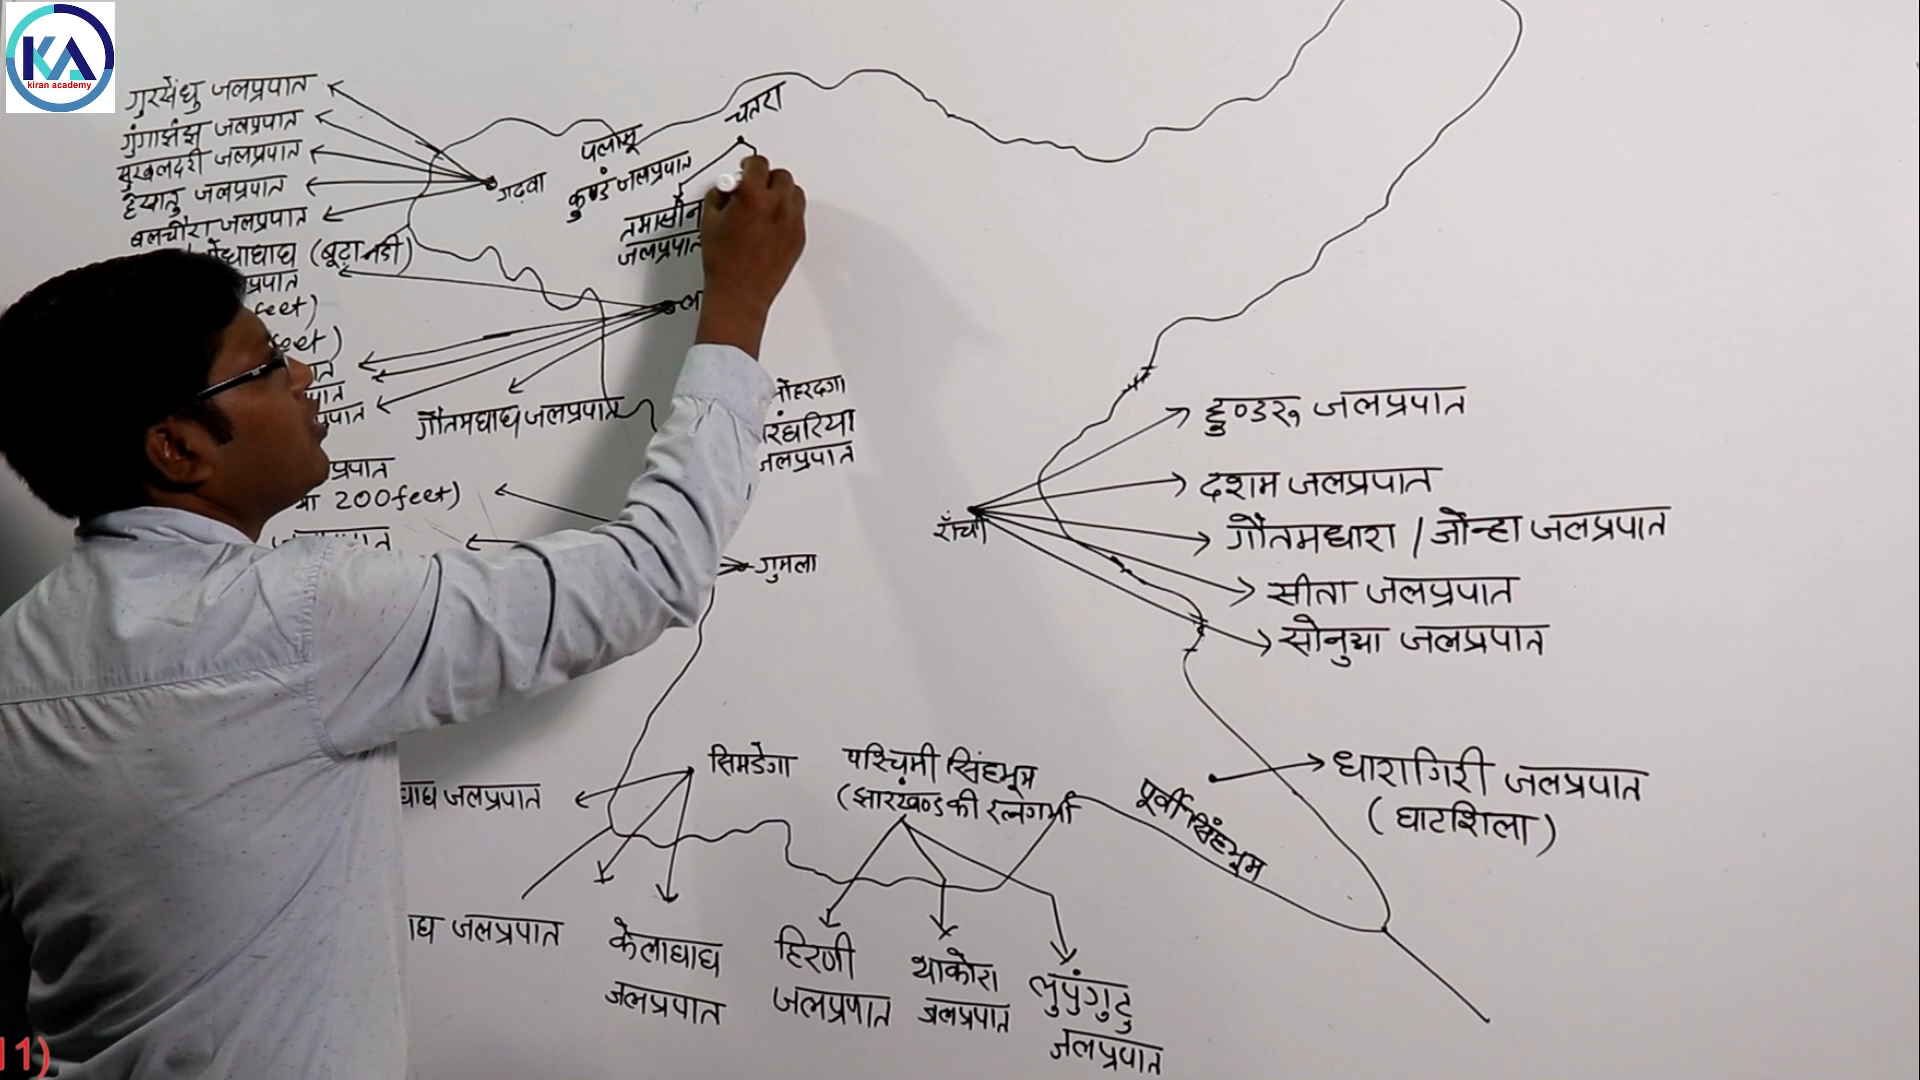 KA
kiran academy
गुरसेंधु जलप्रपात
गुंगाझंझ जलप्रपात
सुखलदरी जलप्रपात
हेसातु जलप्रपात
बलचौरा जलप्रपात
गढ़वा
पलामू
कुण्ड जलप्रपात
चतरा
तमासीन
जलप्रपात
(बूढ़ा नदी)
feet)
गौतमघाघ जलप्रपात
जलप्रपात
200feet)
गुमला
राँची
हुण्डरू जलप्रपात
दशम जलप्रपात
गौतमधारा / जोन्हा जलप्रपात
सीता जलप्रपात
सोनुआ जलप्रपात
सिमडेगा
जलप्रपात
जलप्रपात
केलाघाघ
जलप्रपात
पश्चिमी सिंहभूम
(झारखण्ड की रत्नगर्भा
हिरणी
जलप्रपात
थाकोरा
जलप्रपात
लुपुंगुटु
जलप्रपात
पूर्वी सिंहभूम
धारागिरी जलप्रपात
(घाटशिला)
11)